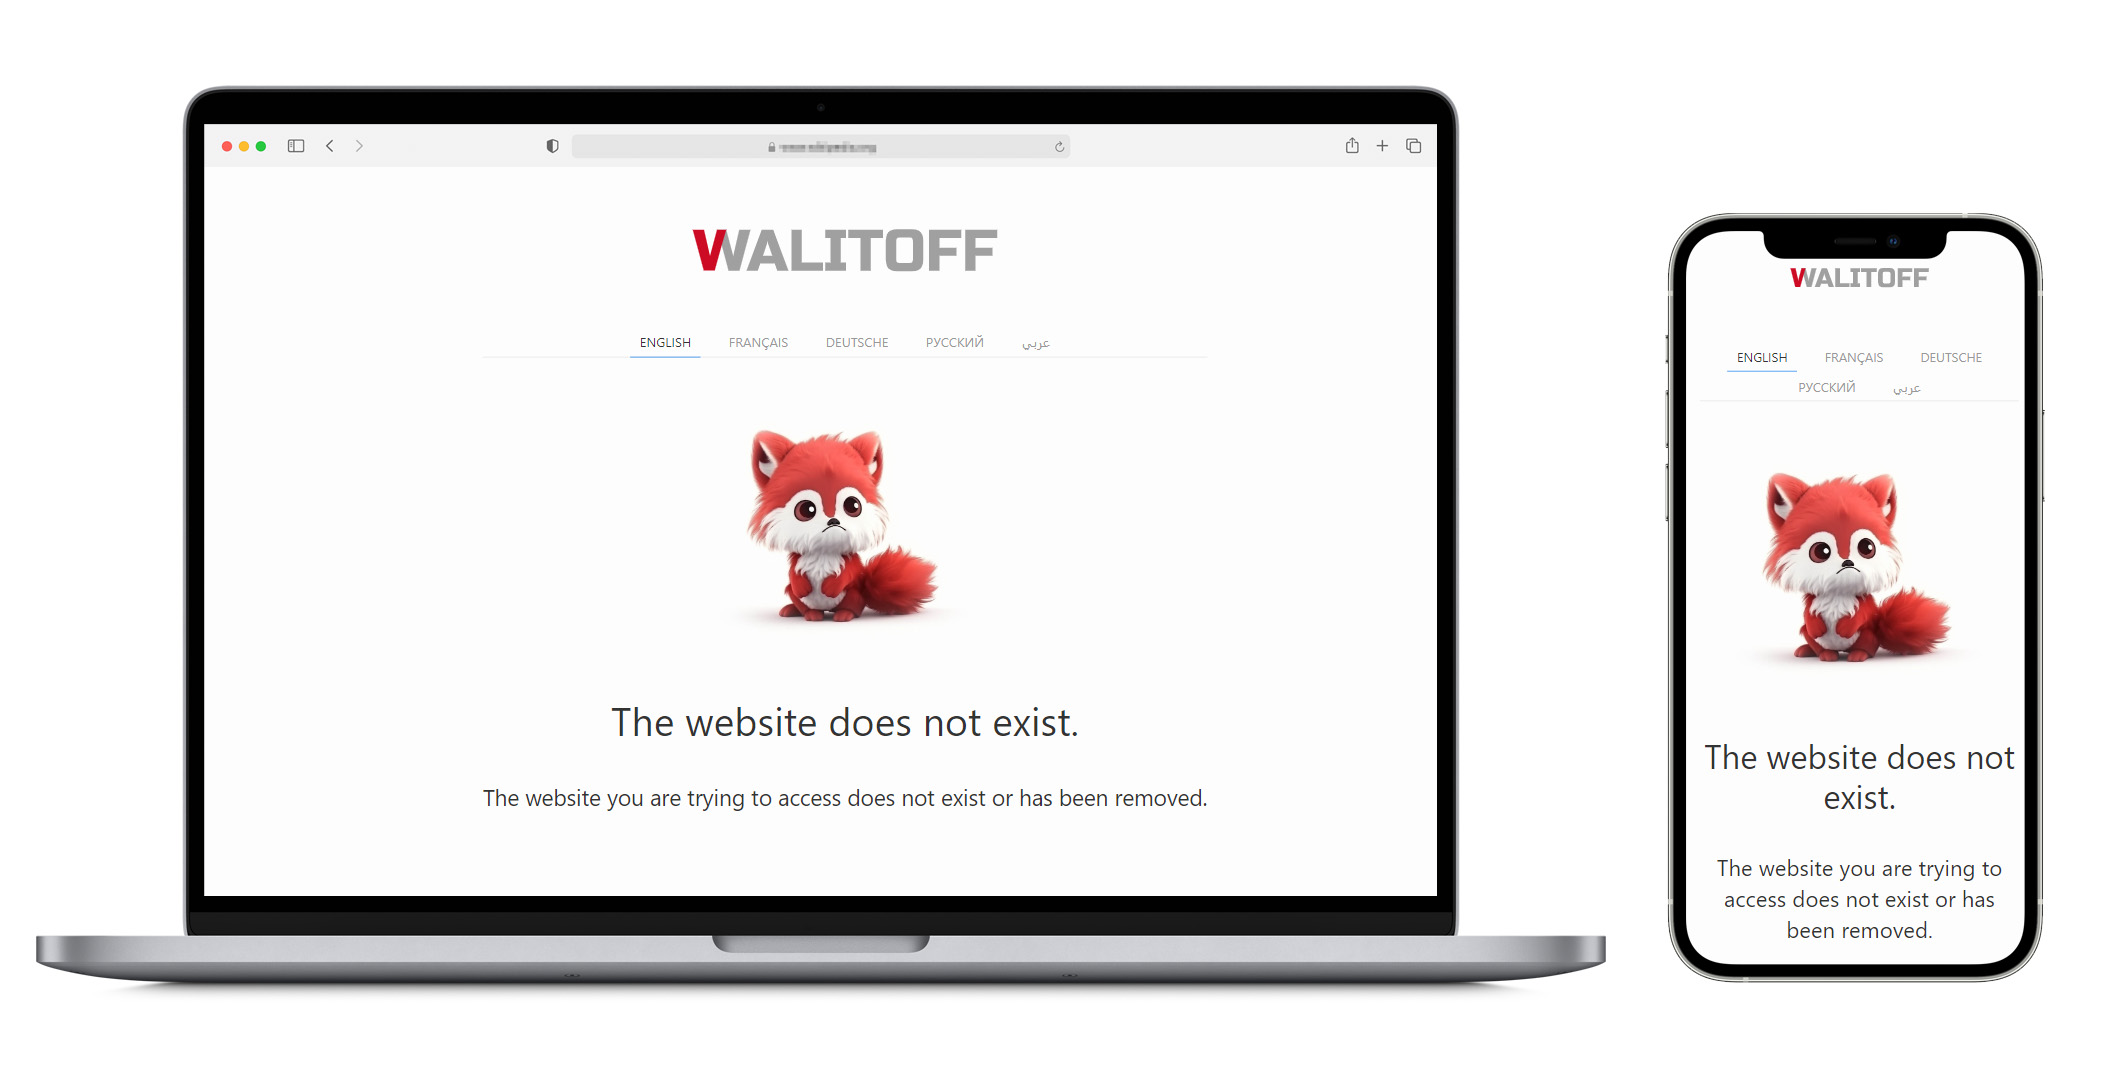 WALITOFF
ENGLISH FRANÇAIS DEUTSCHE РУССКИЙ عربي
The website does not exist.
The website you are trying to access does not exist or has been removed.
WALITOFF
ENGLISH FRANÇAIS DEUTSCHE
РУССКИЙ عربي
The website does not
exist.
The website you are trying to
access does not exist or has
been removed.